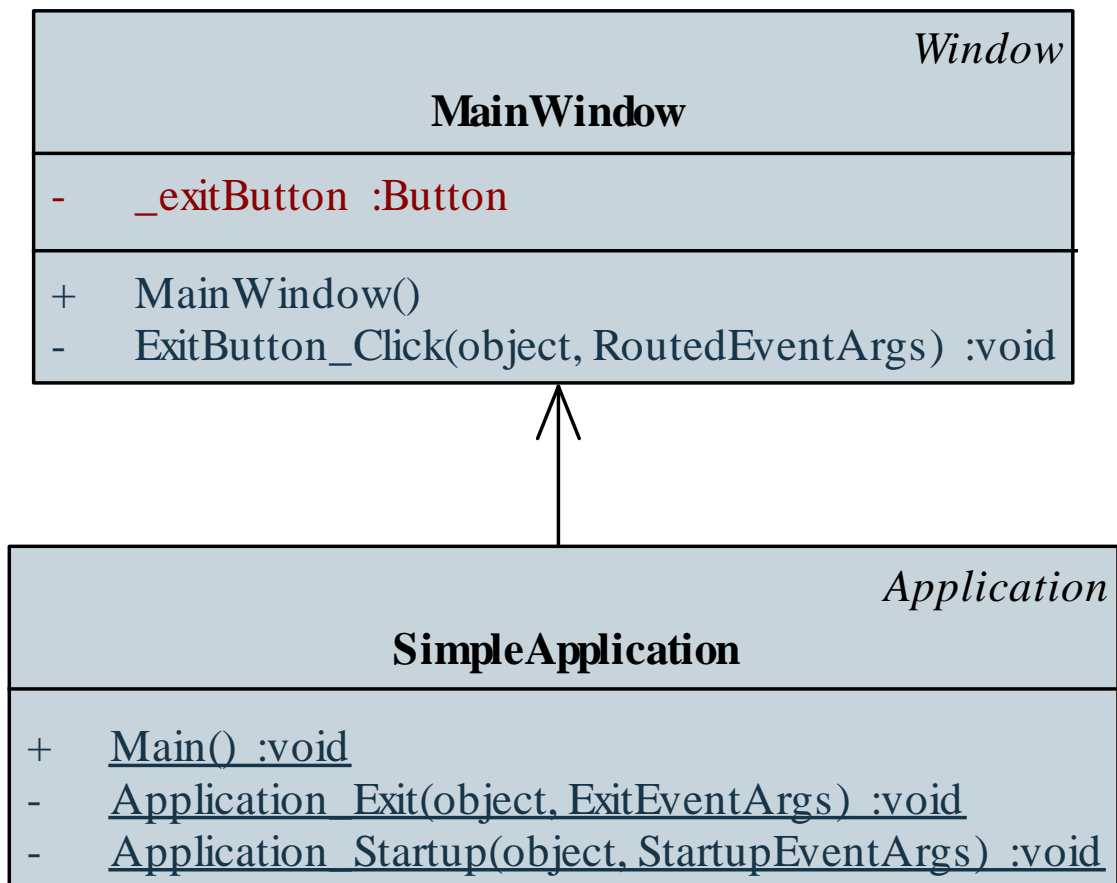 Window
MainWindow
- _exitButton :Button
+ MainWindow()
- ExitButton_Click(object, RoutedEventArgs) :void
Application
SimpleApplication
+ Main() :void
- Application_Exit(object, ExitEventArgs) :void
- Application_Startup(object, StartupEventArgs) :void